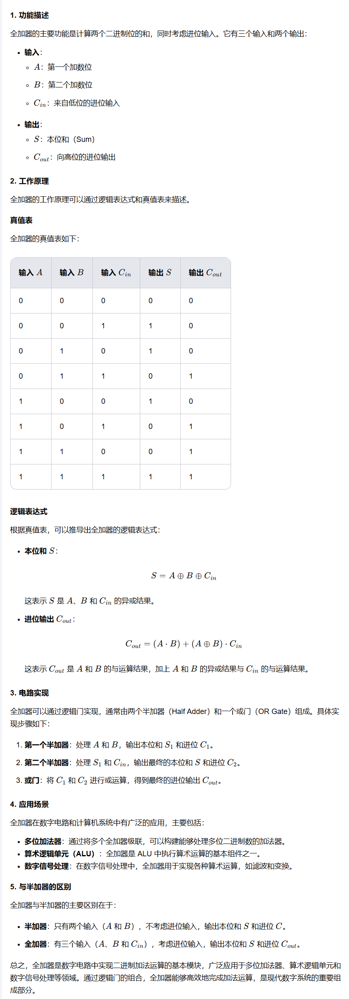 1. 功能描述
全加器的主要功能是计算两个二进制位的和，同时考虑进位输入。它有三个输入和两个输出：
• 输入：
◦ A：第一个加数位
◦ B：第二个加数位
◦ C_{in}：来自低位的进位输入
• 输出：
◦ S：本位和（Sum）
◦ C_{out}：向高位的进位输出
2. 工作原理
全加器的工作原理可以通过逻辑表达式和真值表来描述。
真值表
全加器的真值表如下：
输入 A 输入 B 输入 C_{in} 输出 S 输出 C_{out}
0 0 0 0 0
0 0 1 1 0
0 1 0 1 0
0 1 1 0 1
1 0 0 1 0
1 0 1 0 1
1 1 0 0 1
1 1 1 1 1
逻辑表达式
根据真值表，可以推导出全加器的逻辑表达式：
• 本位和 S：
S = A ⊕ B ⊕ C_{in}
这表示 S 是 A、B 和 C_{in} 的异或结果。
• 进位输出 C_{out}：
C_{out} = (A · B) + (A ⊕ B) · C_{in}
这表示 C_{out} 是 A 和 B 的与运算结果，加上 A 和 B 的异或结果与 C_{in} 的与运算结果。
3. 电路实现
全加器可以通过逻辑门实现，通常由两个半加器（Half Adder）和一个或门（OR Gate）组成。具体实
现步骤如下：
1. 第一个半加器：处理 A 和 B，输出本位和 S_1 和进位 C_1。
2. 第二个半加器：处理 S_1 和 C_{in}，输出最终的本位和 S 和进位 C_2。
3. 或门：将 C_1 和 C_2 进行或运算，得到最终的进位输出 C_{out}。
4. 应用场景
全加器在数字电路和计算机系统中有广泛的应用，主要包括：
• 多位加法器：通过将多个全加器级联，可以构建能够处理多位二进制数的加法器。
• 算术逻辑单元（ALU）：全加器是 ALU 中执行算术运算的基本组件之一。
• 数字信号处理：在数字信号处理中，全加器用于实现各种算术运算，如滤波和变换。
5. 与半加器的区别
全加器与半加器的主要区别在于：
• 半加器：只有两个输入（A 和 B），不考虑进位输入，输出本位和 S 和进位 C。
• 全加器：有三个输入（A、B 和 C_{in}），考虑进位输入，输出本位和 S 和进位 C_{out}。
总之，全加器是数字电路中实现二进制加法运算的基本模块，广泛应用于多位加法器、算术逻辑单元和
数字信号处理等领域。通过逻辑门的组合，全加器能够高效地完成加法运算，是现代数字系统的重要组
成部分。